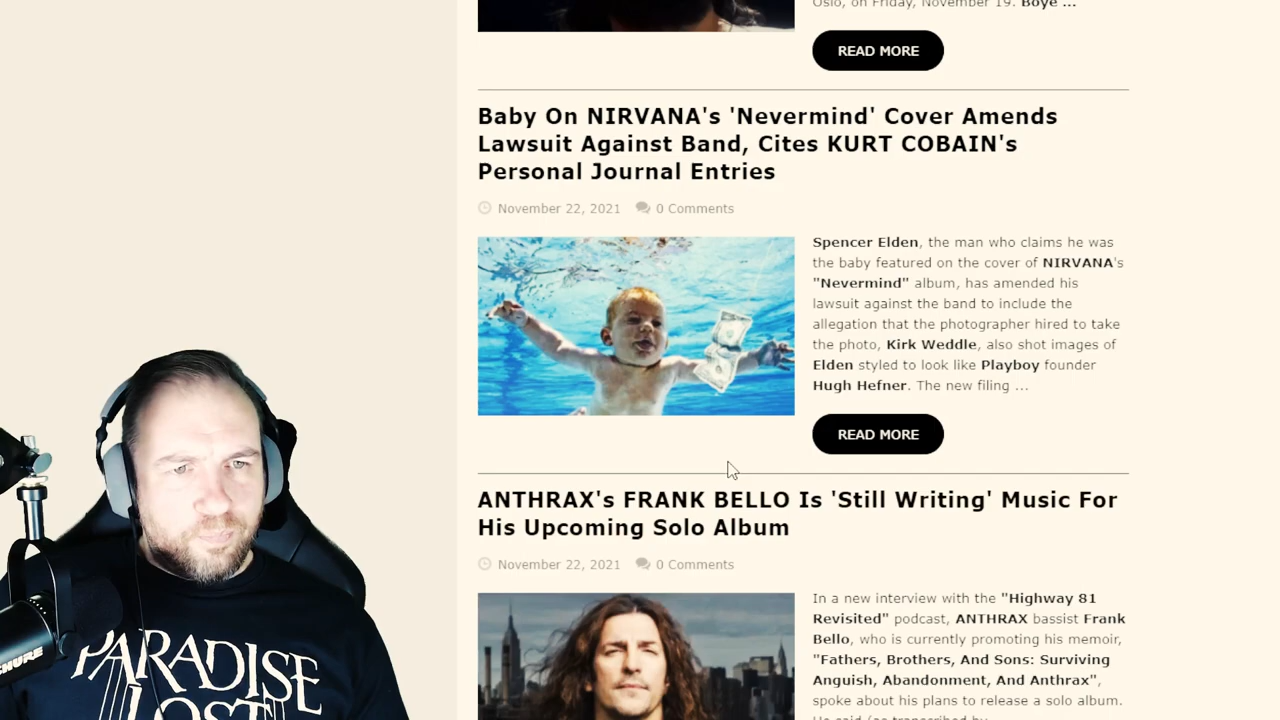 Oslo, on Friday, November 19. Boye ...
READ MORE
Baby On NIRVANA's 'Nevermind' Cover Amends
Lawsuit Against Band, Cites KURT COBAIN's
Personal Journal Entries
November 22, 2021 0 Comments
Spencer Elden, the man who claims he was
the baby featured on the cover of NIRVANA's
"Nevermind" album, has amended his
lawsuit against the band to include the
allegation that the photographer hired to take
the photo, Kirk Weddle, also shot images of
Elden styled to look like Playboy founder
Hugh Hefner. The new filing ...
READ MORE
ANTHRAX's FRANK BELLO Is 'Still Writing' Music For
His Upcoming Solo Album
November 22, 2021 0 Comments
In a new interview with the "Highway 81
Revisited" podcast, ANTHRAX bassist Frank
Bello, who is currently promoting his memoir,
"Fathers, Brothers, And Sons: Surviving
Anguish, Abandonment, And Anthrax",
spoke about his plans to release a solo album.
He said (as transcribed by
SHURE
PARADISE
LOST